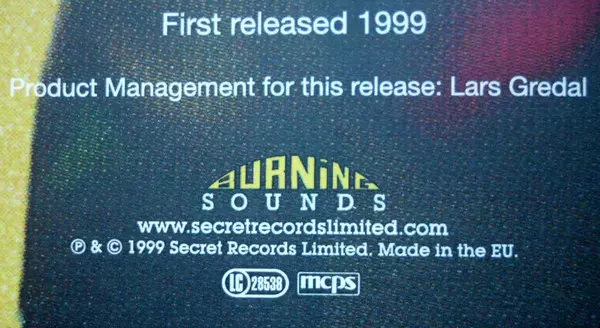 First released 1999
Product Management for this release: Lars Gredal
BURNING
SOUNDS
www.secretrecordslimited.com
℗ & © 1999 Secret Records Limited. Made in the EU.
LC 28538 mcps